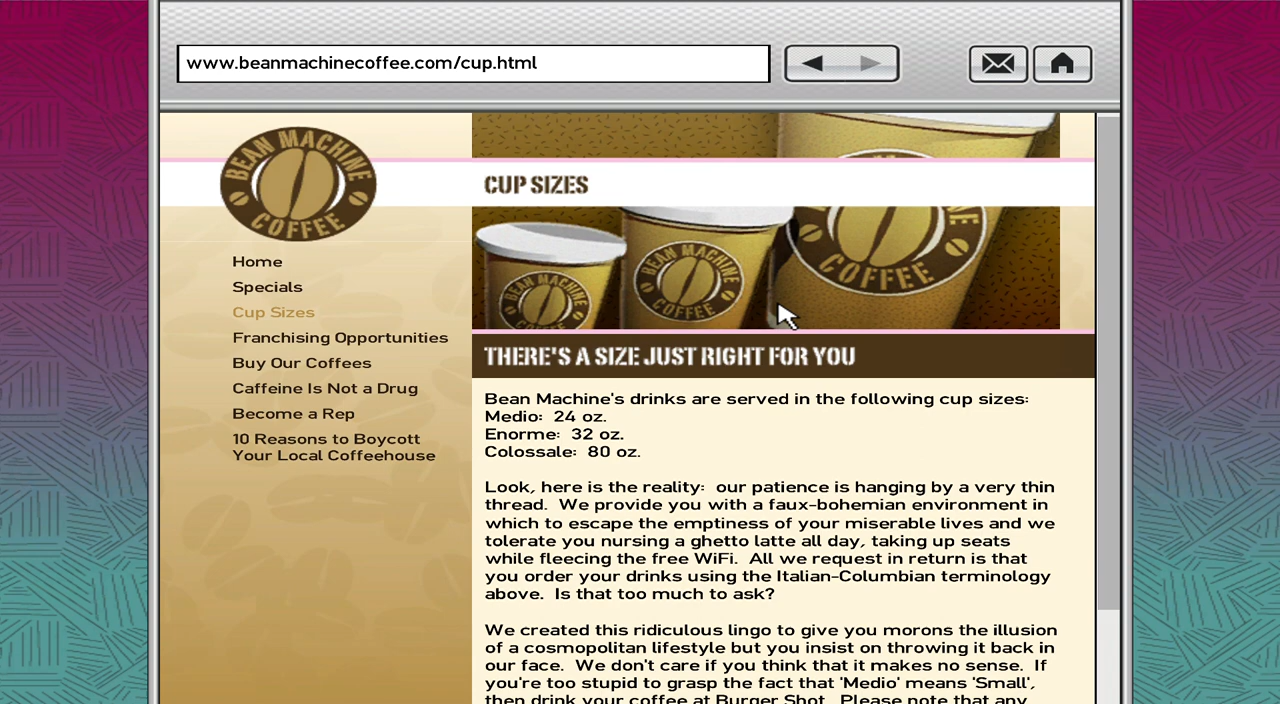 www.beanmachinecoffee.com/cup.html
BEAN MACHINE
COFFEE
CUP SIZES
BEAN MACHINE
COFFEE
BEAN MACHINE
COFFEE
COFFEE
Home
Specials
Cup Sizes
Franchising Opportunities
Buy Our Coffees
Caffeine Is Not a Drug
Become a Rep
10 Reasons to Boycott
Your Local Coffeehouse
THERE'S A SIZE JUST RIGHT FOR YOU
Bean Machine's drinks are served in the following cup sizes:
Medio:  24 oz.
Enorme:  32 oz.
Colossale:  80 oz.
Look, here is the reality:  our patience is hanging by a very thin
thread.  We provide you with a faux-bohemian environment in
which to escape the emptiness of your miserable lives and we
tolerate you nursing a ghetto latte all day, taking up seats
while fleecing the free WiFi.  All we request in return is that
you order your drinks using the Italian-Columbian terminology
above.  Is that too much to ask?
We created this ridiculous lingo to give you morons the illusion
of a cosmopolitan lifestyle but you insist on throwing it back in
our face.  We don't care if you think that it makes no sense.  If
you're too stupid to grasp the fact that 'Medio' means 'Small',
then drink your coffee at Burger Shot.  Please note that any